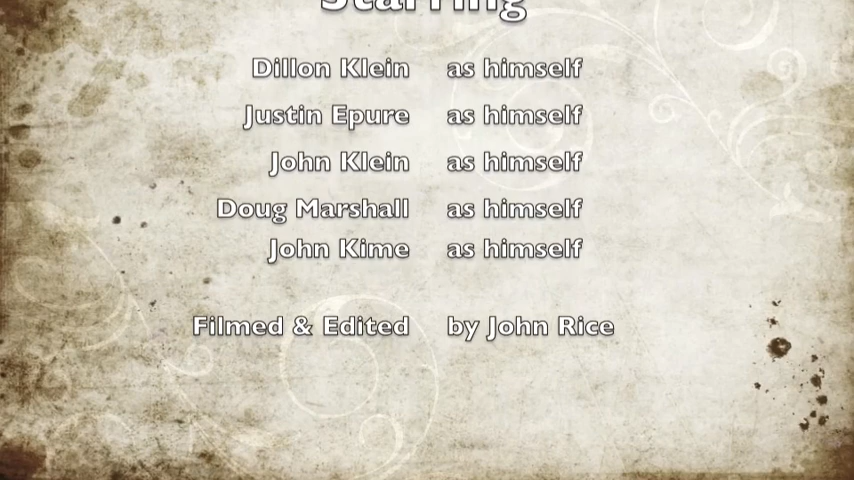 Starring
Dillon Klein as himself
Justin Epure as himself
John Klein as himself
Doug Marshall as himself
John Kime as himself
Filmed & Edited by John Rice